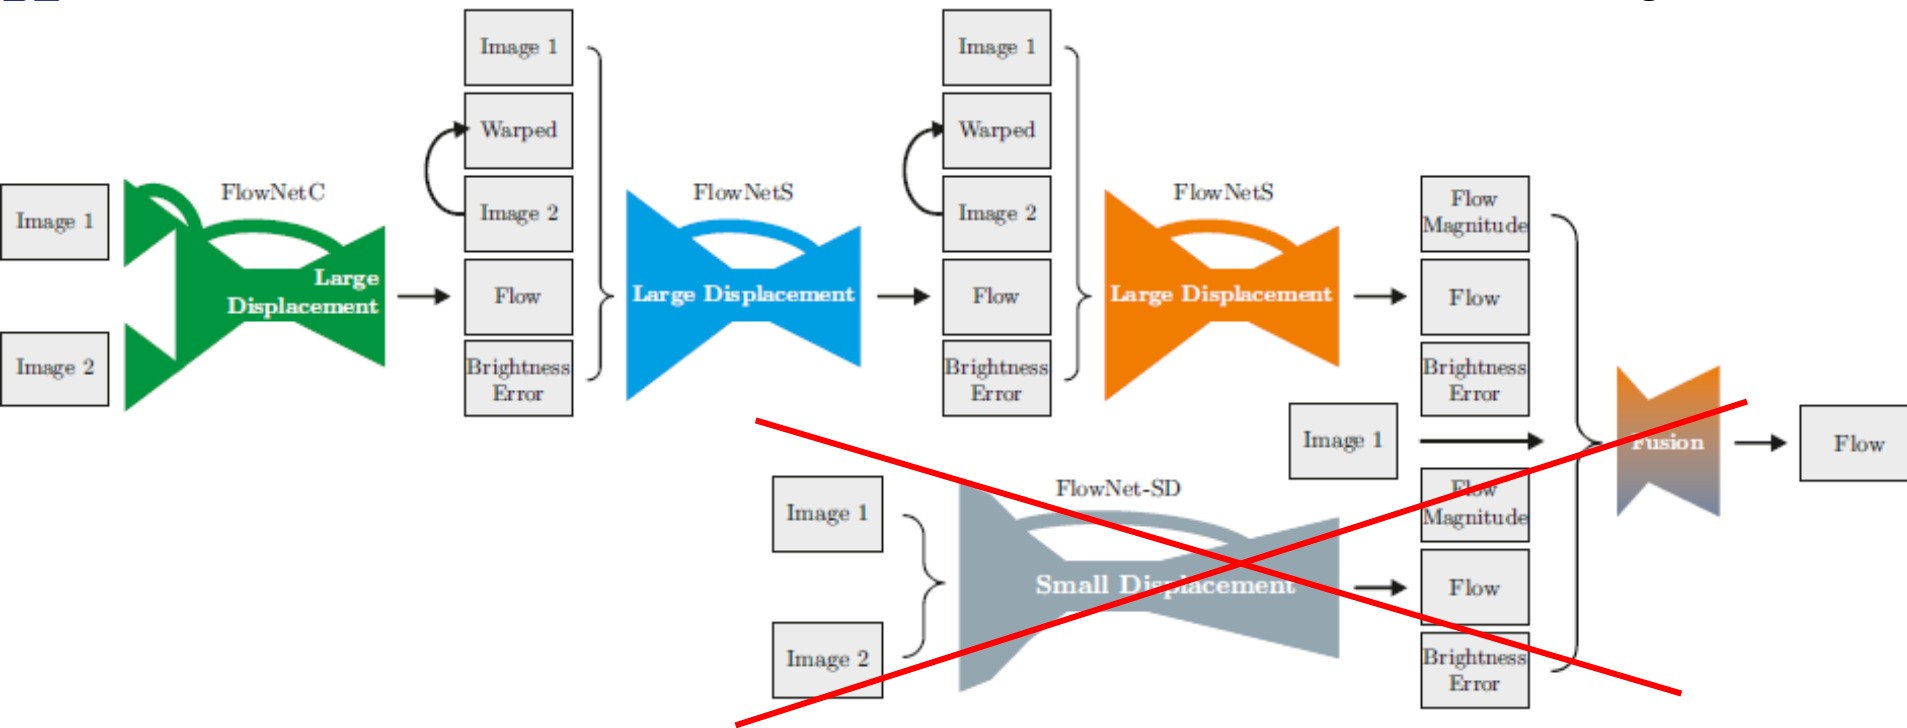 Image 1
Image 2
FlowNetC
Large
Displacement
Image 1
Warped
Image 2
Flow
Brightness
Error
FlowNetS
Large Displacement
Image 1
Warped
Image 2
Flow
Brightness
Error
FlowNetS
Large Displacement
Flow
Magnitude
Flow
Brightness
Error
Image 1
Image 1
Image 2
FlowNet-SD
Small Displacement
Flow
Magnitude
Flow
Brightness
Error
Fusion
Flow